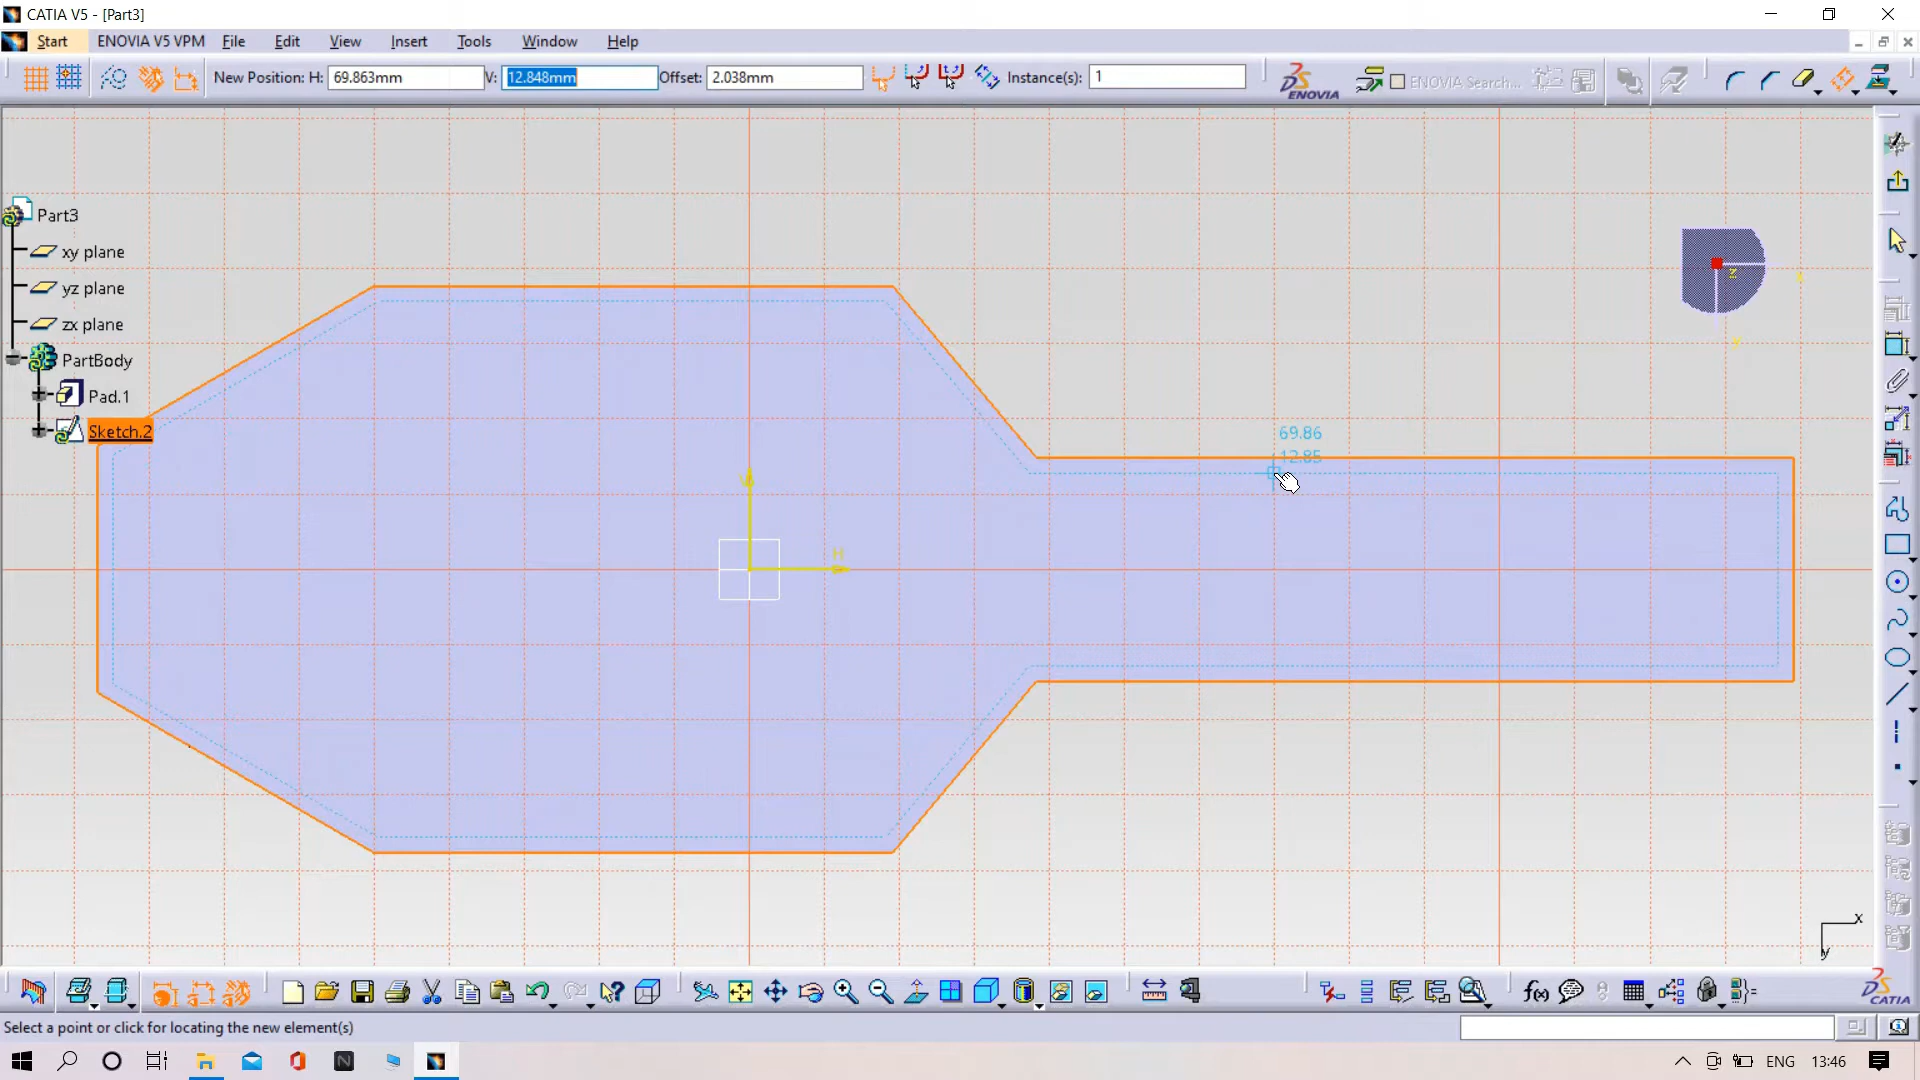 CATIA V5 - [Part3]
Start ENOVIA V5 VPM File Edit View Insert Tools Window Help
New Position: H: 69.863mm V: 12.848mm Offset: 2.038mm Instance(s): 1 ENOVIA ENOVIA Search...
Part3
xy plane
yz plane
zx plane
PartBody
Pad.1
Sketch.2
z
x
y
69.86
12.85
V
H
x
y
f(x)
CATIA
Select a point or click for locating the new element(s)
N ENG 13:46